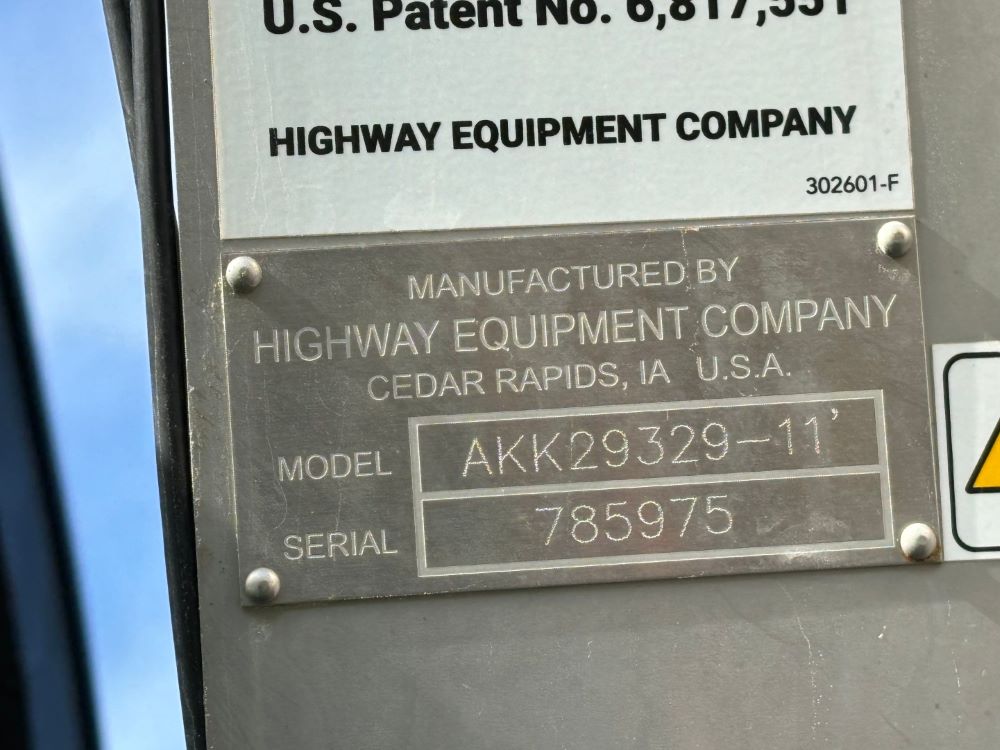 U.S. Patent No. 6,817,551
HIGHWAY EQUIPMENT COMPANY
302601-F
MANUFACTURED BY
HIGHWAY EQUIPMENT COMPANY
CEDAR RAPIDS, IA U.S.A.
MODEL AKK29329-11'
SERIAL 785975